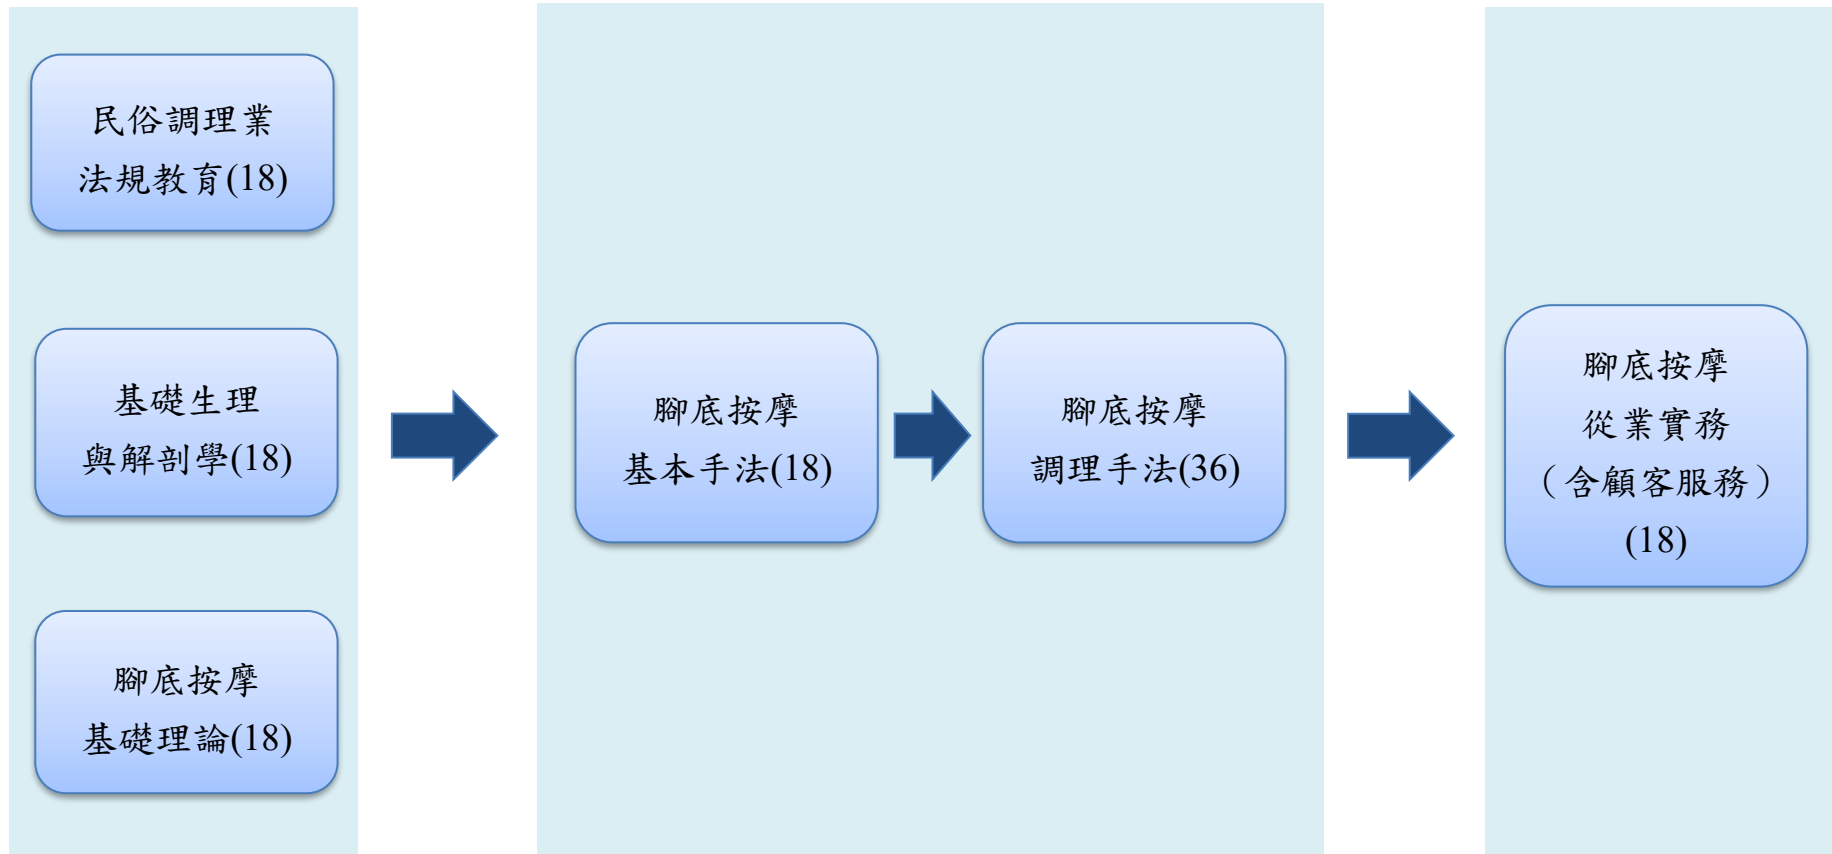 民俗調理業
法規教育(18)
基礎生理
與解剖學(18)
腳底按摩
基礎理論(18)
腳底按摩
基本手法(18)
腳底按摩
調理手法(36)
腳底按摩
從業實務
（含顧客服務）
(18)